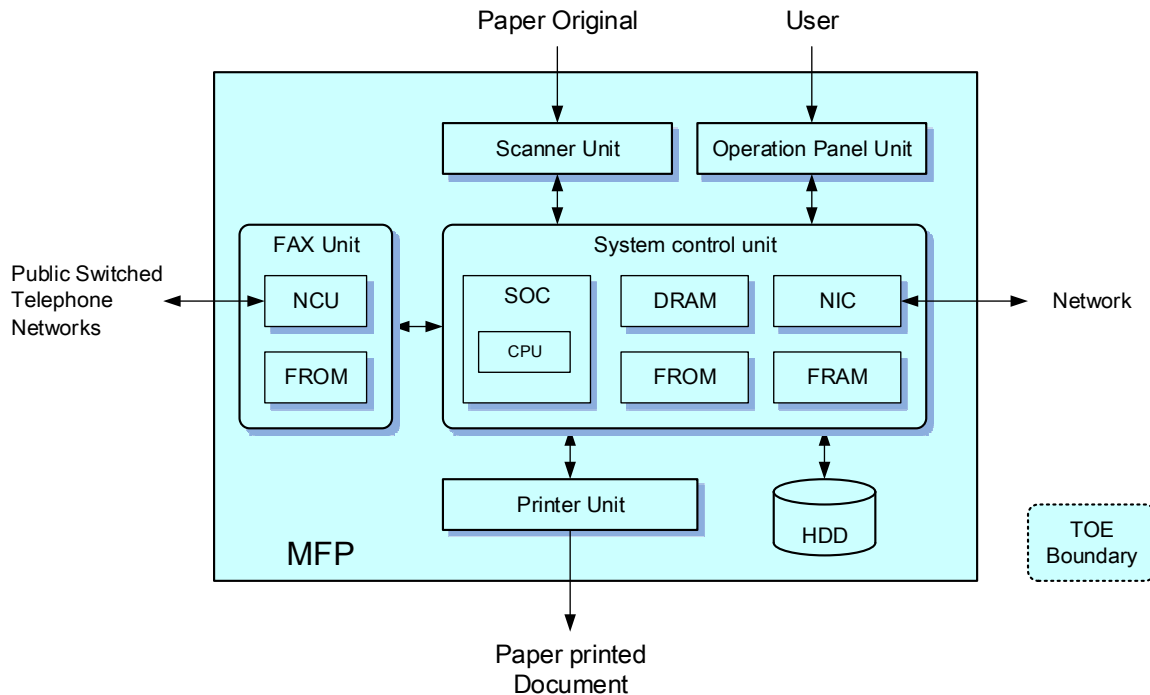 Paper Original
User
Scanner Unit
Operation Panel Unit
FAX Unit
System control unit
Public Switched
Telephone
Networks
NCU
SOC
DRAM
NIC
Network
CPU
FROM
FROM
FRAM
Printer Unit
HDD
MFP
TOE
Boundary
Paper printed
Document